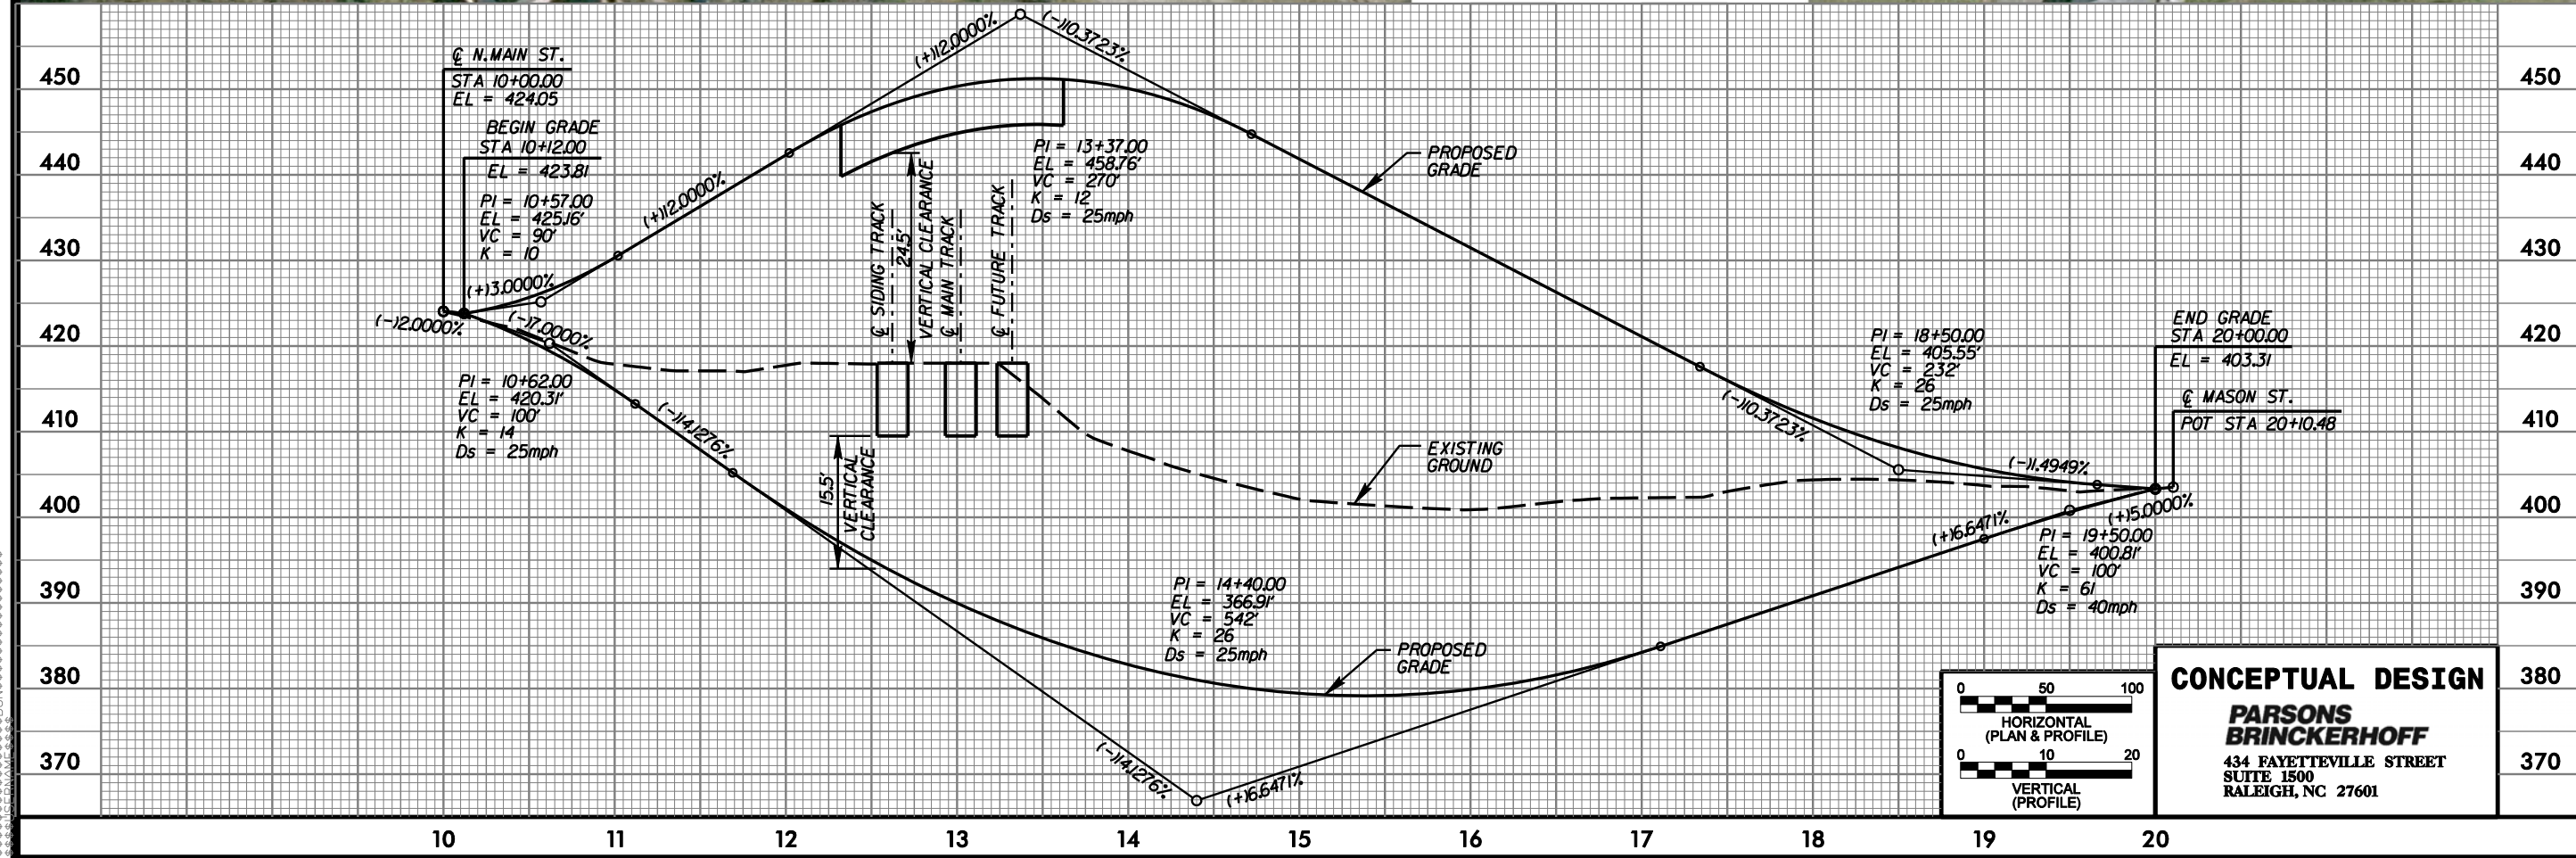 450
440
430
420
410
400
390
380
370
450
440
430
420
410
400
390
380
370
℄ N.MAIN ST.
STA 10+00.00
EL = 424.05
BEGIN GRADE
STA 10+12.00
EL = 423.81
PI = 10+57.00
EL = 425.16'
VC = 90'
K = 10
(+)3.0000%
(-)2.0000%
(-)7.0000%
PI = 10+62.00
EL = 420.31'
VC = 100'
K = 14
Ds = 25mph
(+)12.0000%
(+)12.0000%
(-)10.3723%
PI = 13+37.00
EL = 458.76'
VC = 270'
K = 12
Ds = 25mph
℄ SIDING TRACK
24.5'
VERTICAL CLEARANCE
℄ MAIN TRACK
℄ FUTURE TRACK
PROPOSED
GRADE
(-)14.1276%
15.5'
VERTICAL
CLEARANCE
EXISTING
GROUND
PI = 14+40.00
EL = 366.91'
VC = 542'
K = 26
Ds = 25mph
PROPOSED
GRADE
(-)14.1276%
(+)6.6471%
PI = 18+50.00
EL = 405.55'
VC = 232'
K = 26
Ds = 25mph
(-)10.3723%
(-)1.4949%
END GRADE
STA 20+00.00
EL = 403.31
℄ MASON ST.
POT STA 20+10.48
(+)6.6471%
(+)5.0000%
PI = 19+50.00
EL = 400.81'
VC = 100'
K = 61
Ds = 40mph
0 50 100
HORIZONTAL
(PLAN & PROFILE)
0 10 20
VERTICAL
(PROFILE)
CONCEPTUAL DESIGN
PARSONS
BRINCKERHOFF
434 FAYETTEVILLE STREET
SUITE 1500
RALEIGH, NC 27601
10 11 12 13 14 15 16 17 18 19 20